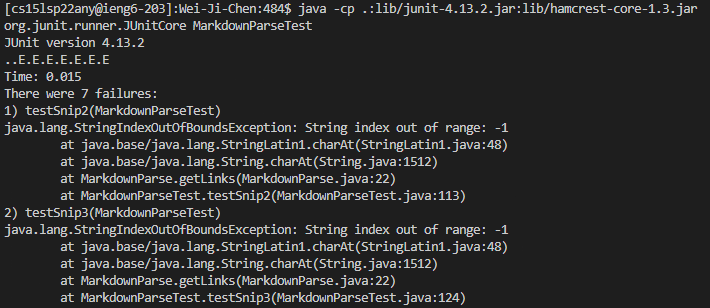 [cs15lsp22any@ieng6-203]:Wei-Ji-Chen:484$ java -cp .:lib/junit-4.13.2.jar:lib/hamcrest-core-1.3.jar
org.junit.runner.JUnitCore MarkdownParseTest
JUnit version 4.13.2
..E.E.E.E.E.E.E
Time: 0.015
There were 7 failures:
1) testSnip2(MarkdownParseTest)
java.lang.StringIndexOutOfBoundsException: String index out of range: -1
        at java.base/java.lang.StringLatin1.charAt(StringLatin1.java:48)
        at java.base/java.lang.String.charAt(String.java:1512)
        at MarkdownParse.getLinks(MarkdownParse.java:22)
        at MarkdownParseTest.testSnip2(MarkdownParseTest.java:113)
2) testSnip3(MarkdownParseTest)
java.lang.StringIndexOutOfBoundsException: String index out of range: -1
        at java.base/java.lang.StringLatin1.charAt(StringLatin1.java:48)
        at java.base/java.lang.String.charAt(String.java:1512)
        at MarkdownParse.getLinks(MarkdownParse.java:22)
        at MarkdownParseTest.testSnip3(MarkdownParseTest.java:124)